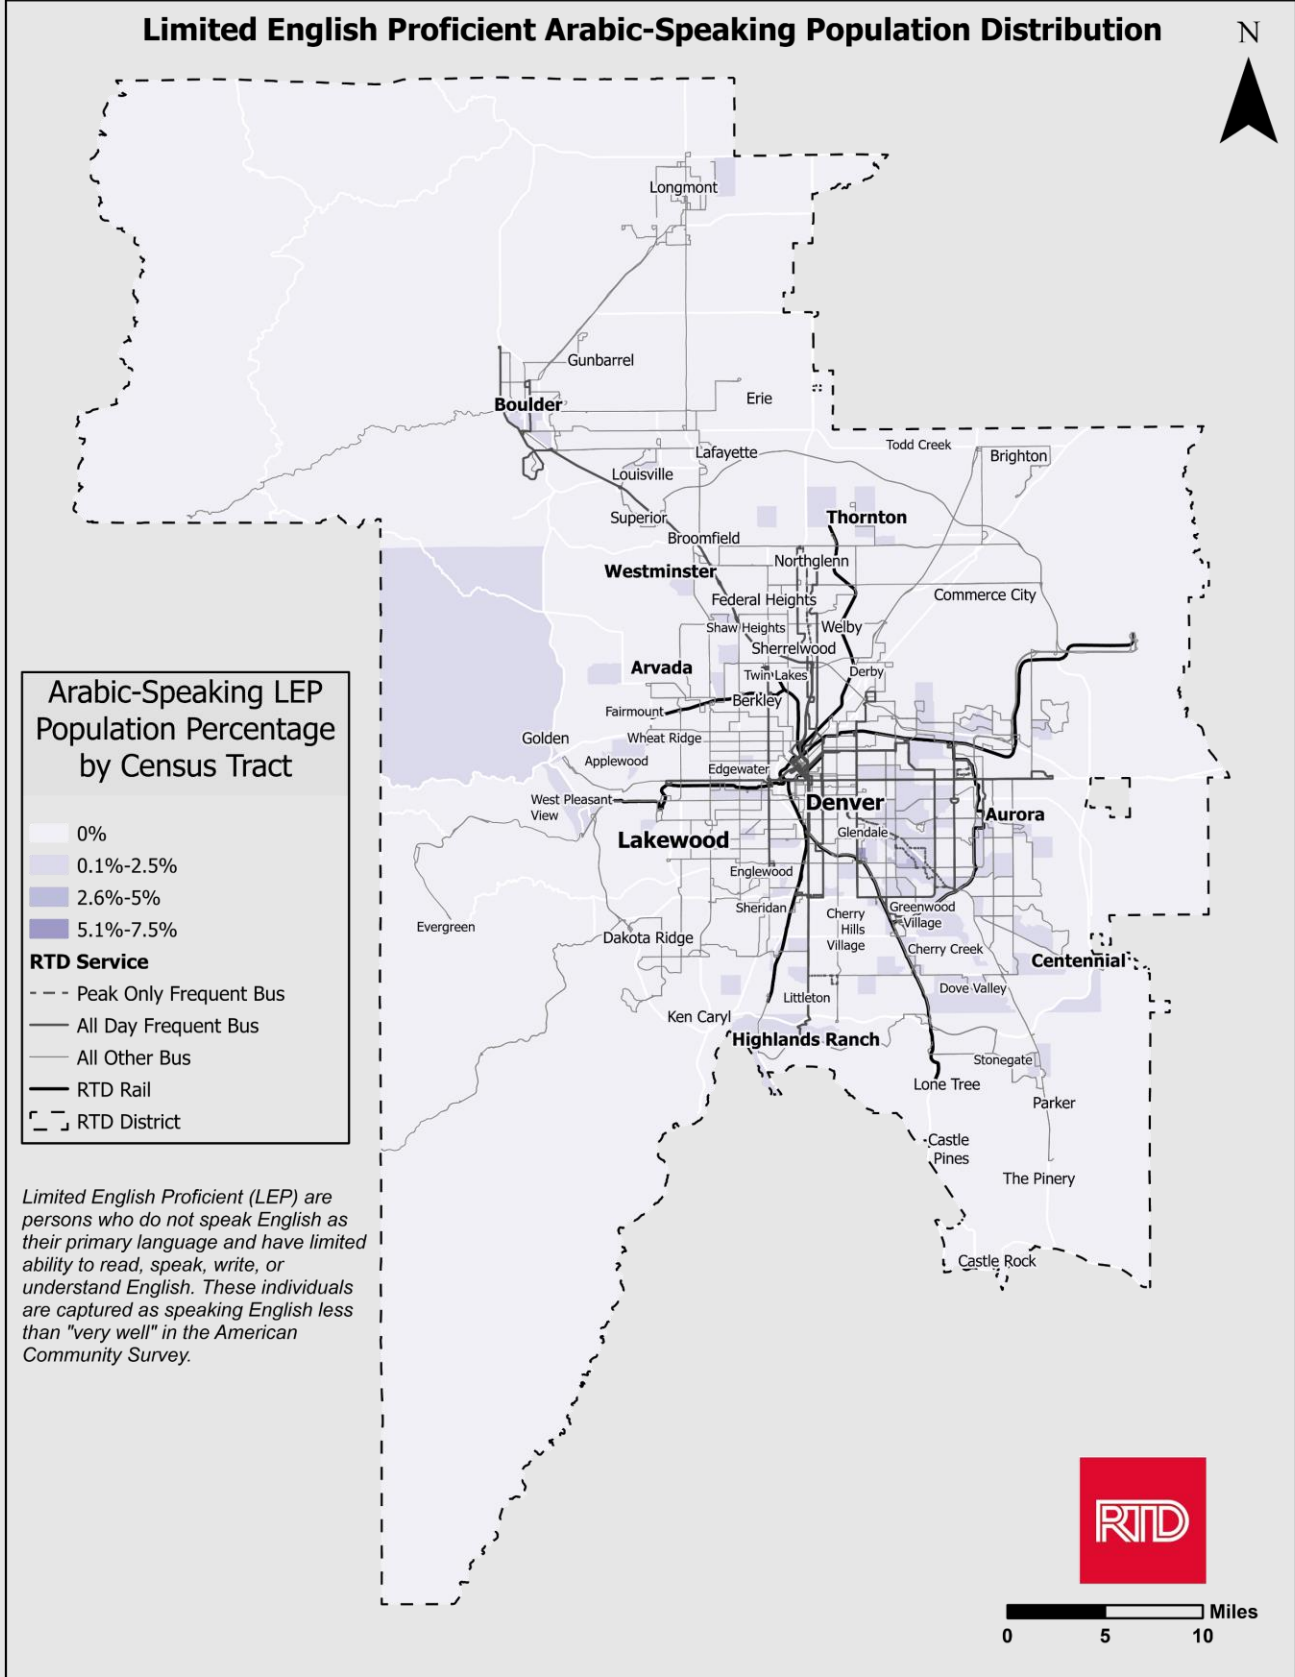 Limited English Proficient Arabic-Speaking Population Distribution
N
Longmont
Gunbarrel
Boulder
Erie
Todd Creek
Brighton
Lafayette
Louisville
Superior
Thornton
Broomfield
Northglenn
Westminster
Federal Heights
Commerce City
Shaw Heights
Welby
Sherrelwood
Arvada
Twin Lakes
Derby
Berkley
Fairmount
Golden
Wheat Ridge
Applewood
Edgewater
West Pleasant
View
Denver
Aurora
Lakewood
Glendale
Englewood
Sheridan
Greenwood
Village
Cherry
Hills
Village
Evergreen
Dakota Ridge
Cherry Creek
Centennial
Dove Valley
Littleton
Ken Caryl
Highlands Ranch
Stonegate
Lone Tree
Parker
Castle
Pines
The Pinery
Castle Rock
Arabic-Speaking LEP
Population Percentage
by Census Tract
0%
0.1%-2.5%
2.6%-5%
5.1%-7.5%
RTD Service
Peak Only Frequent Bus
All Day Frequent Bus
All Other Bus
RTD Rail
RTD District
Limited English Proficient (LEP) are
persons who do not speak English as
their primary language and have limited
ability to read, speak, write, or
understand English. These individuals
are captured as speaking English less
than "very well" in the American
Community Survey.
RTD
Miles
0 5 10